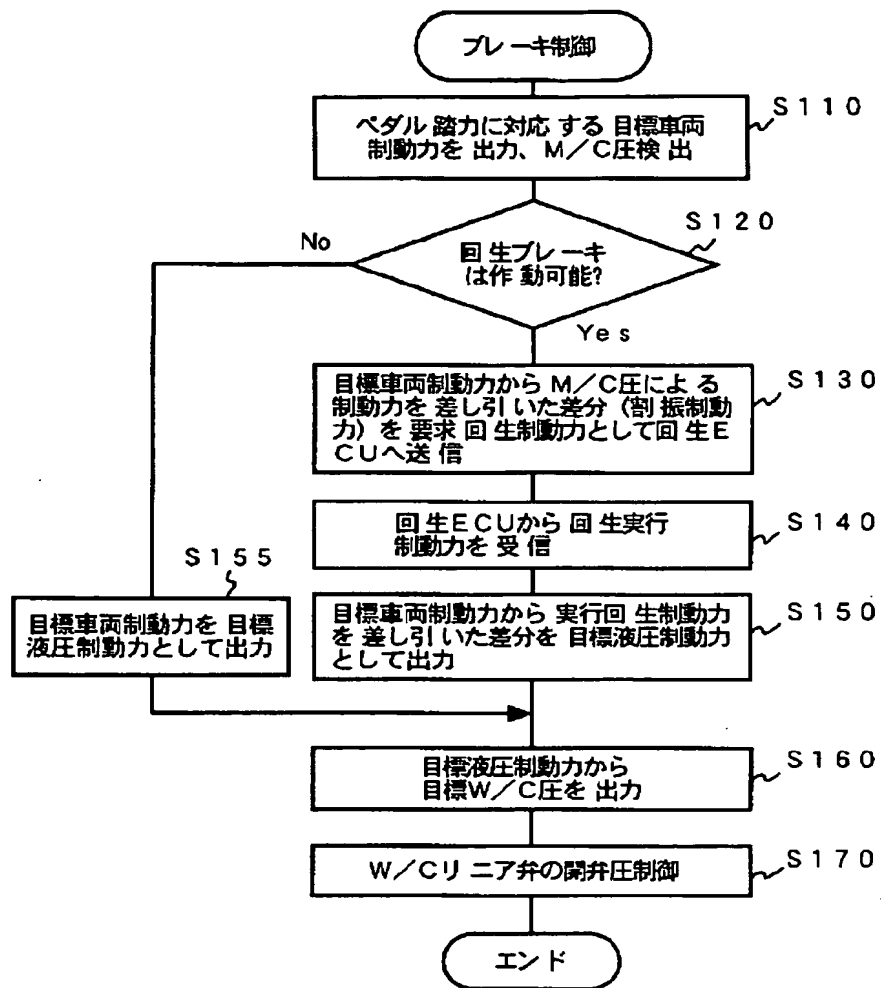 ブレーキ制御
S110
ペダル踏力に対応する目標車両
制動力を出力、M/C圧検出
S120
回生ブレーキ
は作動可能?
No
Yes
S130
目標車両制動力からM/C圧による
制動力を差し引いた差分(割振制動
力)を要求回生制動力として回生E
CUへ送信
S140
回生ECUから回生実行
制動力を受信
S155
目標車両制動力を目標
液圧制動力として出力
S150
目標車両制動力から実行回生制動力
を差し引いた差分を目標液圧制動力
として出力
S160
目標液圧制動力から
目標W/C圧を出力
S170
W/Cリニア弁の開弁圧制御
エンド